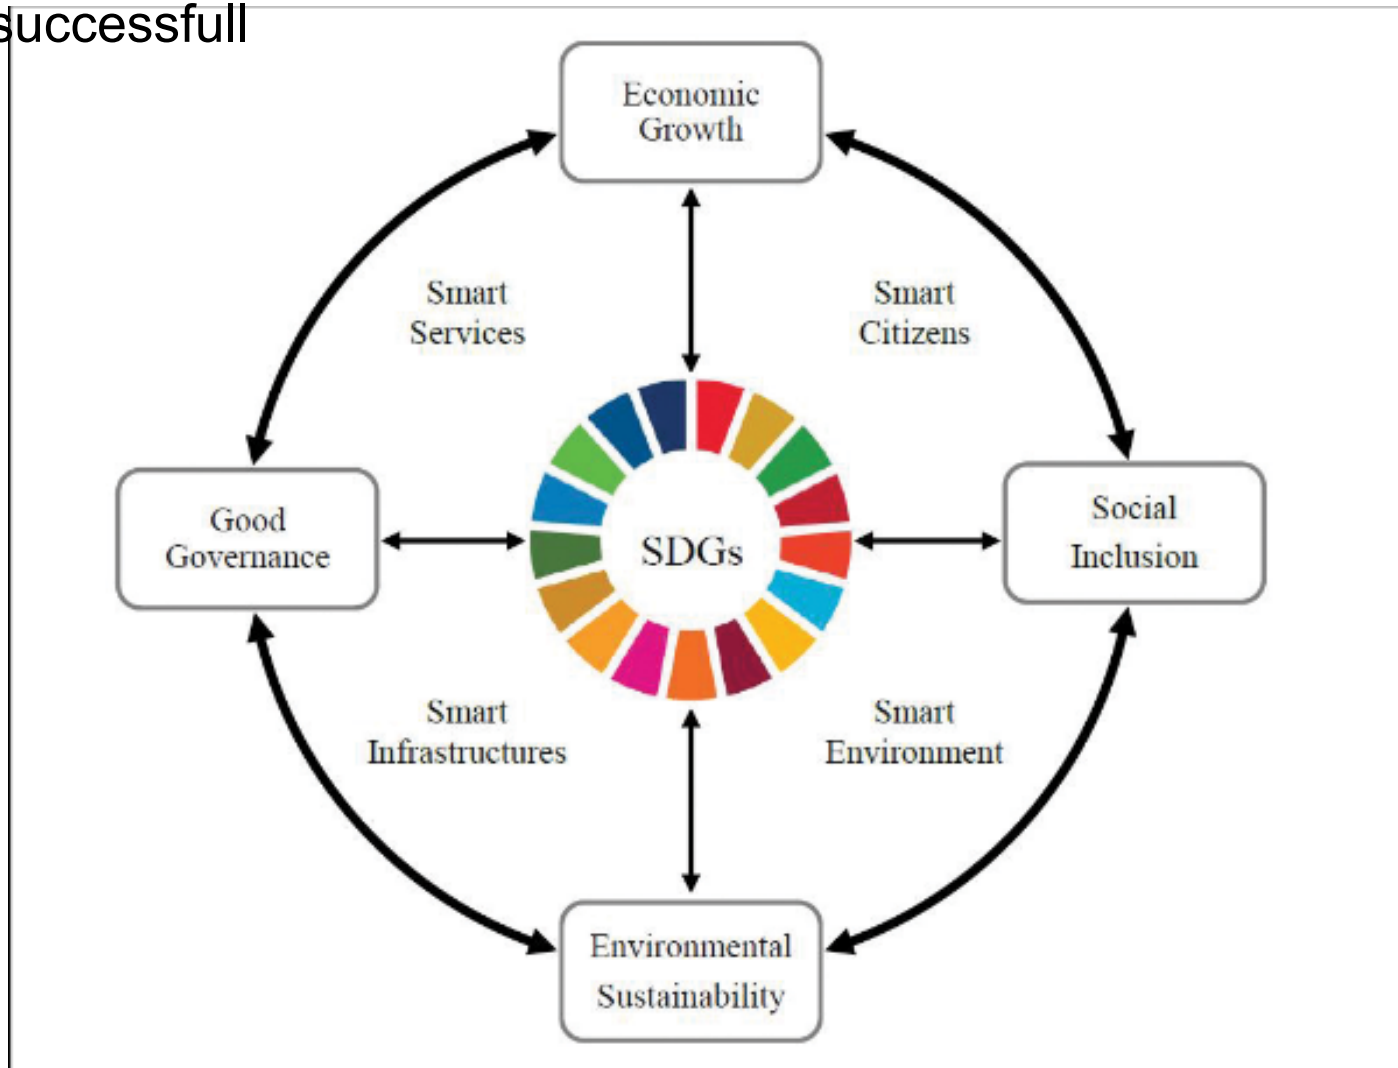 successfull
Economic
Growth
Smart
Services
Smart
Citizens
Good
Governance
SDGs
Social
Inclusion
Smart
Infrastructures
Smart
Environment
Environmental
Sustainability